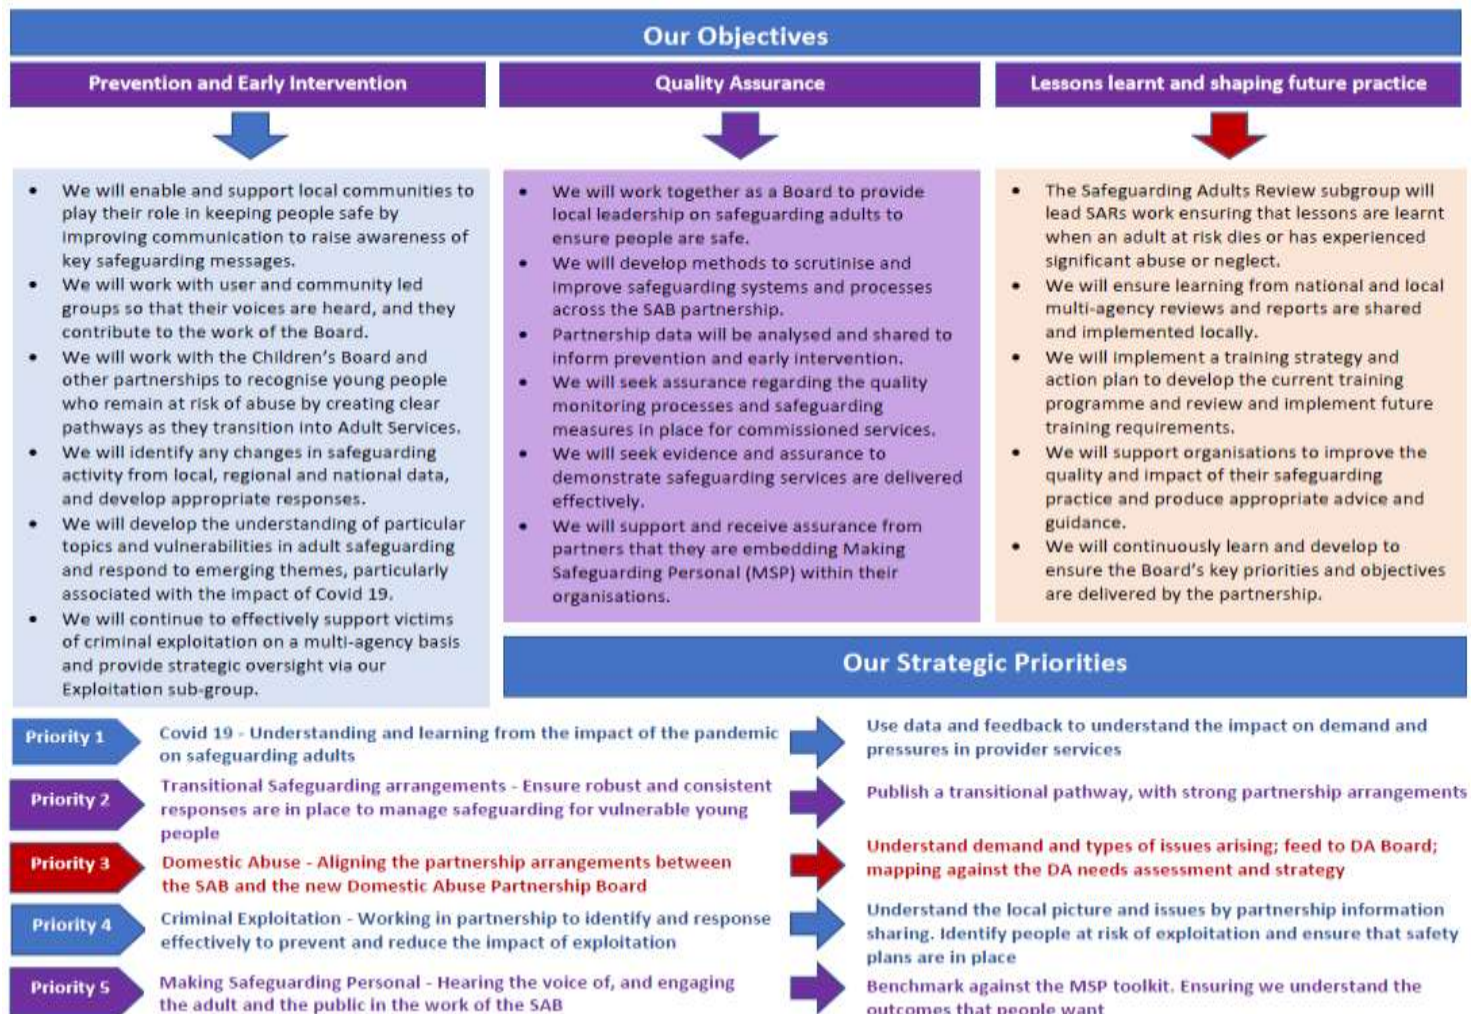 Our Objectives
Prevention and Early Intervention
• We will enable and support local communities to
play their role in keeping people safe by
improving communication to raise awareness of
key safeguarding messages.
• We will work with user and community led
groups so that their voices are heard, and they
contribute to the work of the Board.
• We will work with the Children's Board and
other partnerships to recognise young people
who remain at risk of abuse by creating clear
pathways as they transition into Adult Services.
• We will identify any changes in safeguarding
activity from local, regional and national data,
and develop appropriate responses.
• We will develop the understanding of particular
topics and vulnerabilities in adult safeguarding
and respond to emerging themes, particularly
associated with the impact of Covid 19.
• We will continue to effectively support victims
of criminal exploitation on a multi-agency basis
and provide strategic oversight via our
Exploitation sub-group.
Quality Assurance
• We will work together as a Board to provide
local leadership on safeguarding adults to
ensure people are safe.
• We will develop methods to scrutinise and
improve safeguarding systems and processes
across the SAB partnership.
• Partnership data will be analysed and shared to
inform prevention and early intervention.
• We will seek assurance regarding the quality
monitoring processes and safeguarding
measures in place for commissioned services.
• We will seek evidence and assurance to
demonstrate safeguarding services are delivered
effectively.
• We will support and receive assurance from
partners that they are embedding Making
Safeguarding Personal (MSP) within their
organisations.
Lessons learnt and shaping future practice
• The Safeguarding Adults Review subgroup will
lead SARs work ensuring that lessons are learnt
when an adult at risk dies or has experienced
significant abuse or neglect.
• We will ensure learning from national and local
multi-agency reviews and reports are shared
and implemented locally.
• We will implement a training strategy and
action plan to develop the current training
programme and review and implement future
training requirements.
• We will support organisations to improve the
quality and impact of their safeguarding
practice and produce appropriate advice and
guidance.
• We will continuously learn and develop to
ensure the Board's key priorities and objectives
are delivered by the partnership.
Our Strategic Priorities
Priority 1
Covid 19 - Understanding and learning from the impact of the pandemic
on safeguarding adults
Use data and feedback to understand the impact on demand and
pressures in provider services
Priority 2
Transitional Safeguarding arrangements - Ensure robust and consistent
responses are in place to manage safeguarding for vulnerable young
people
Publish a transitional pathway, with strong partnership arrangements
Priority 3
Domestic Abuse - Aligning the partnership arrangements between
the SAB and the new Domestic Abuse Partnership Board
Understand demand and types of issues arising; feed to DA Board;
mapping against the DA needs assessment and strategy
Priority 4
Criminal Exploitation - Working in partnership to identify and response
effectively to prevent and reduce the impact of exploitation
Understand the local picture and issues by partnership information
sharing. Identify people at risk of exploitation and ensure that safety
plans are in place
Priority 5
Making Safeguarding Personal - Hearing the voice of, and engaging
the adult and the public in the work of the SAB
Benchmark against the MSP toolkit. Ensuring we understand the
outcomes that people want